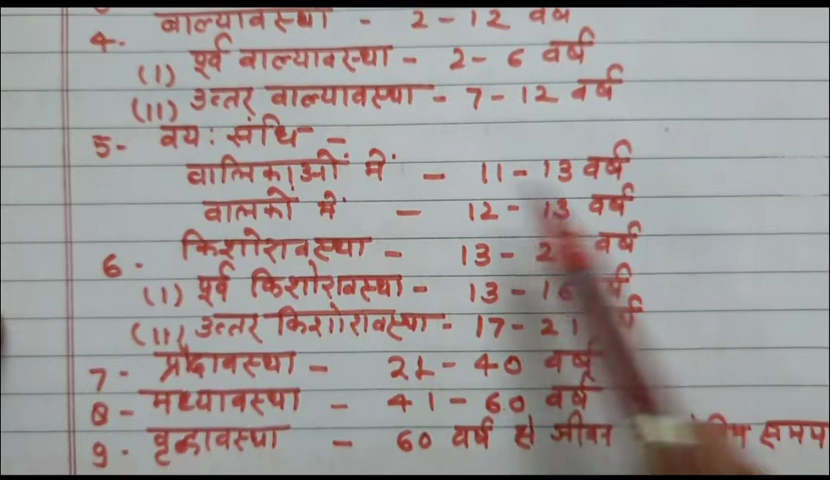 बाल्यावस्था - 2-12 वर्ष
4.
(I) पूर्व बाल्यावस्था - 2-6 वर्ष
(II) उत्तर बाल्यावस्था - 7-12 वर्ष
5- वय: संधि -
बालिकाओं में - 11-13 वर्ष
बालकों में - 12-13 वर्ष
6. किशोरावस्था - 13-2 वर्ष
(I) पूर्व किशोरावस्था - 13-16 र्ष
(II) उत्तर किशोरावस्था - 17-21
7- प्रौढावस्था - 21-40 वर्ष
8- मध्यावस्था - 41-60 वर्ष
9. वृद्धावस्था - 60 वर्ष से जीवन समय